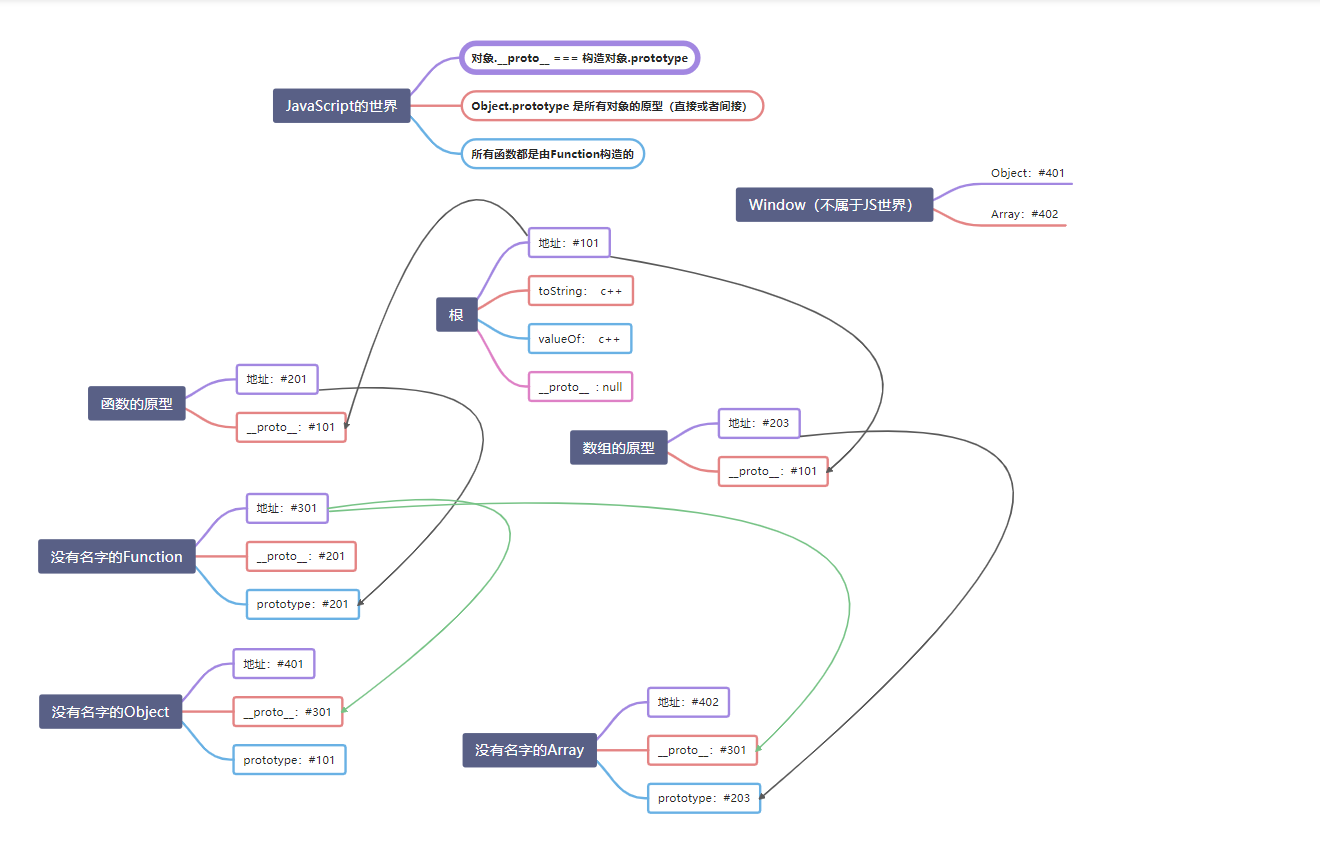 对象.__proto__ === 构造对象.prototype
JavaScript的世界
Object.prototype 是所有对象的原型（直接或者间接）
所有函数都是由Function构造的
Window（不属于JS世界）
Object：#401
Array：#402
根
地址：#101
toString： c++
valueOf： c++
__proto__ ：null
函数的原型
地址：#201
__proto__：#101
数组的原型
地址：#203
__proto__：#101
没有名字的Function
地址：#301
__proto__：#201
prototype：#201
没有名字的Object
地址：#401
__proto__：#301
prototype：#101
没有名字的Array
地址：#402
__proto__：#301
prototype：#203